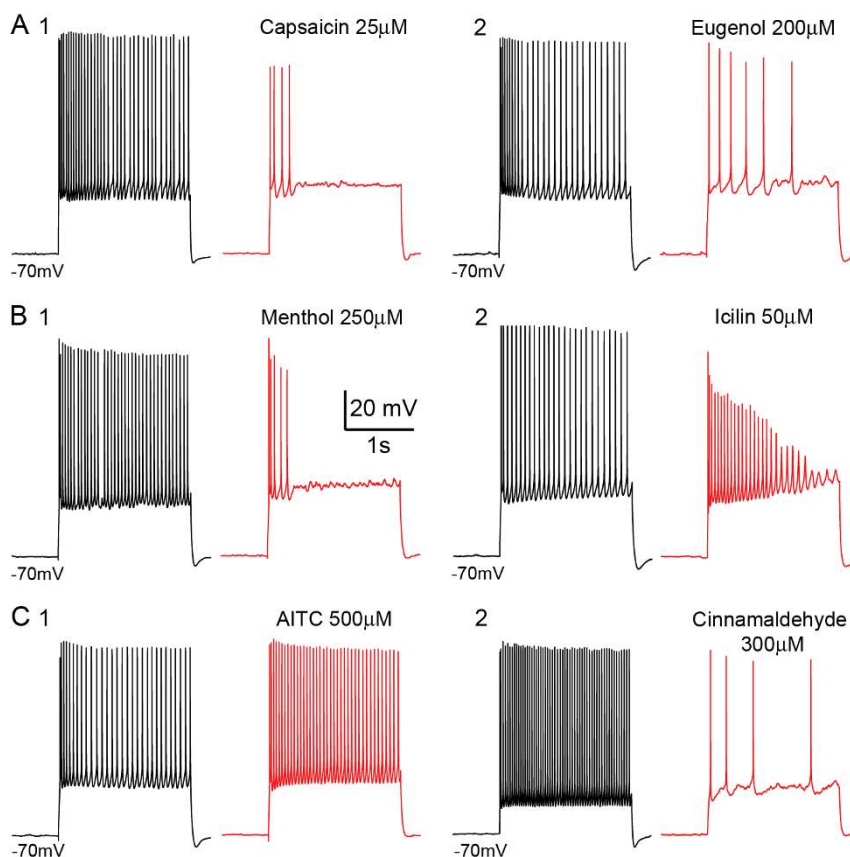 A 1
Capsaicin 25µM
2
Eugenol 200µM
-70mV
-70mV
B 1
Menthol 250µM
2
Icilin 50µM
20 mV
1s
-70mV
-70mV
C 1
AITC 500µM
2
Cinnamaldehyde
300µM
-70mV
-70mV